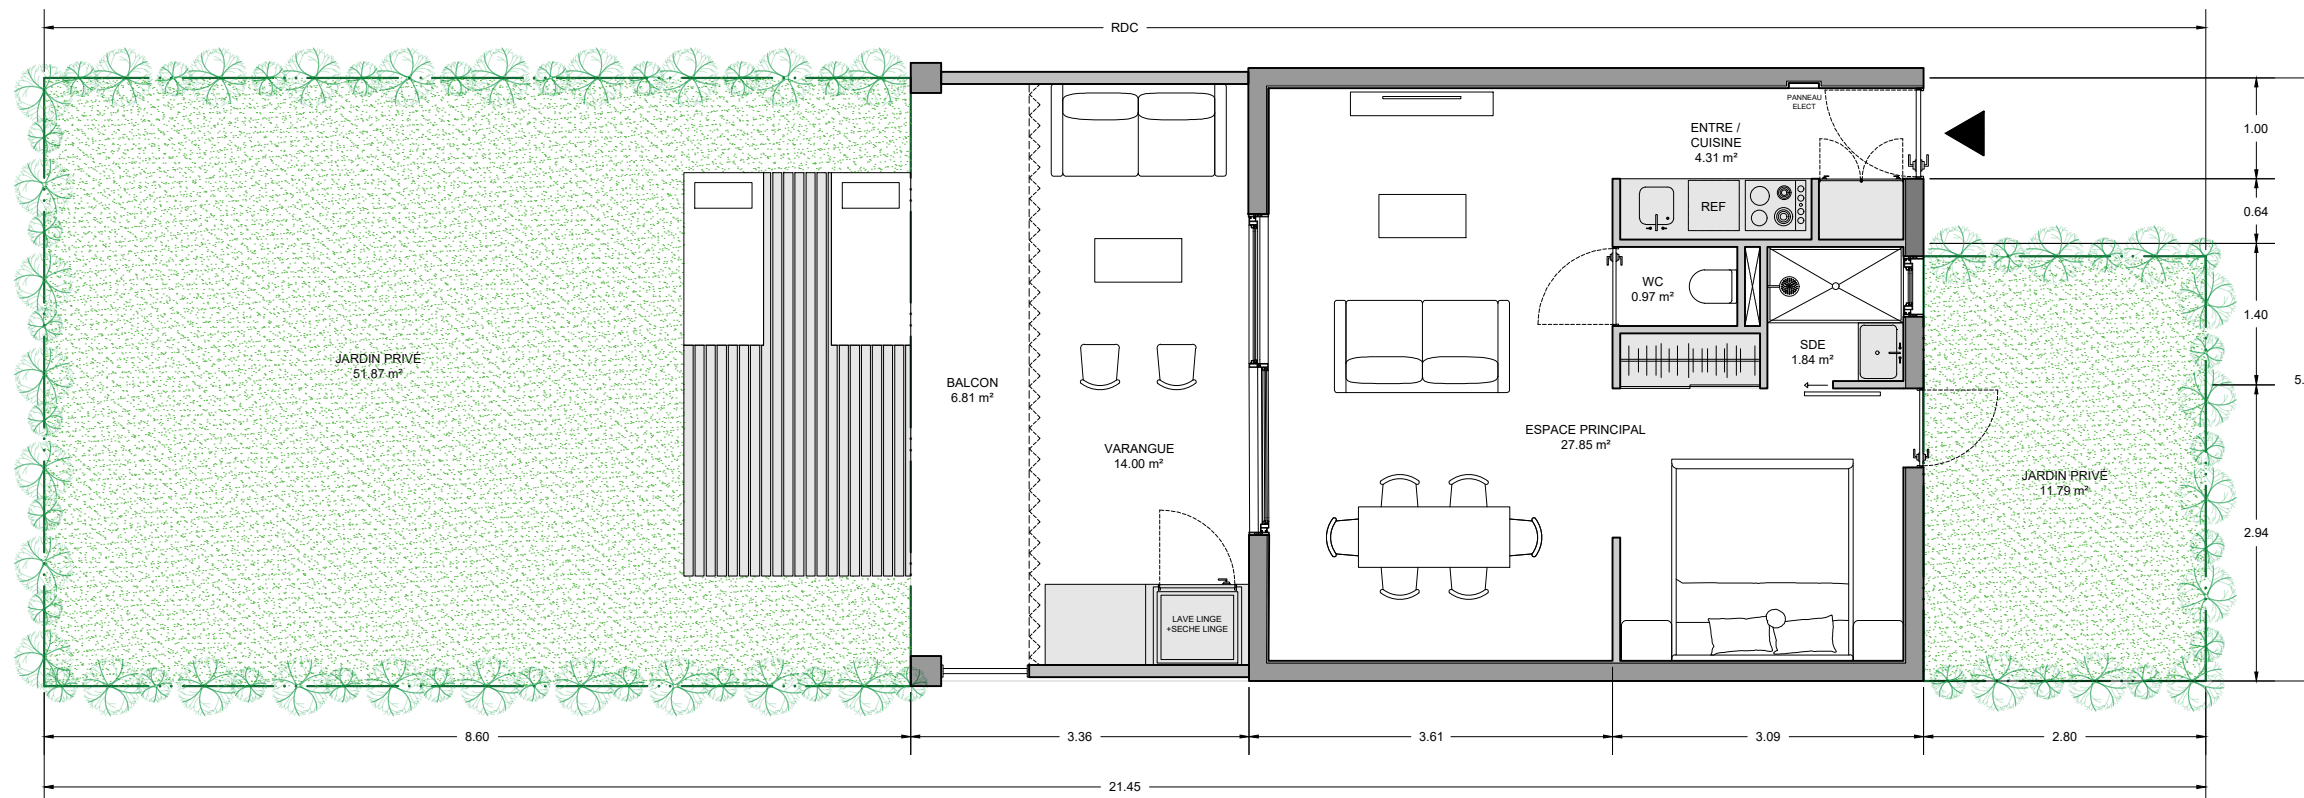 RDC
PANNEAU
ELECT
ENTRE /
CUISINE
4.31 m²
1.00
REF
0.64
WC
0.97 m²
1.40
SDE
1.84 m²
JARDIN PRIVÉ
51.87 m²
BALCON
6.81 m²
5.
ESPACE PRINCIPAL
27.85 m²
VARANGUE
14.00 m²
JARDIN PRIVÉ
11.79 m²
2.94
LAVE LINGE
+SECHE LINGE
8.60
3.36
3.61
3.09
2.80
21.45